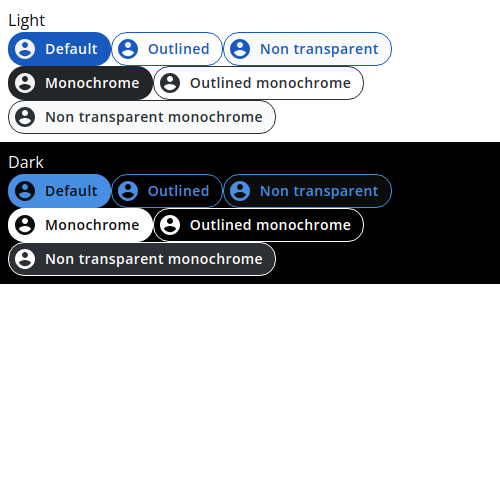 Light
Default Outlined Non transparent
Monochrome Outlined monochrome
Non transparent monochrome
Dark
Default Outlined Non transparent
Monochrome Outlined monochrome
Non transparent monochrome